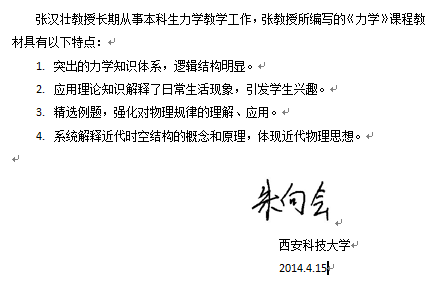 张汉壮教授长期从事本科生力学教学工作，张教授所编写的《力学》课程教
材具有以下特点：
1. 突出的力学知识体系，逻辑结构明显。
2. 应用理论知识解释了日常生活现象，引发学生兴趣。
3. 精选例题，强化对物理规律的理解、应用。
4. 系统解释近代时空结构的概念和原理，体现近代物理思想。
西安科技大学
2014.4.15